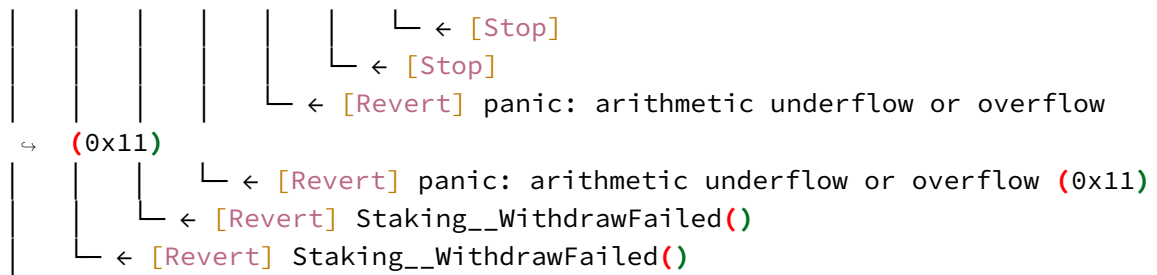 │ │ │ │ │ │ └─ ← [Stop]
│ │ │ │ │ └─ ← [Stop]
│ │ │ │ └─ ← [Revert] panic: arithmetic underflow or overflow
↪ (0x11)
│ │ │ └─ ← [Revert] panic: arithmetic underflow or overflow (0x11)
│ │ └─ ← [Revert] Staking__WithdrawFailed()
│ └─ ← [Revert] Staking__WithdrawFailed()